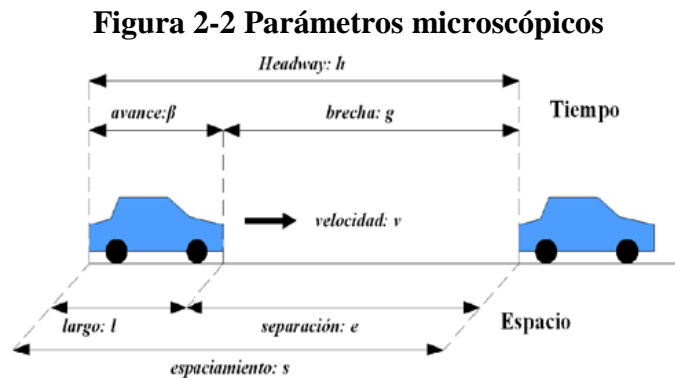 Figura 2-2 Parámetros microscópicos
Headway: h
avance:β
brecha: g
Tiempo
velocidad: v
largo: l
separación: e
Espacio
espaciamiento: s